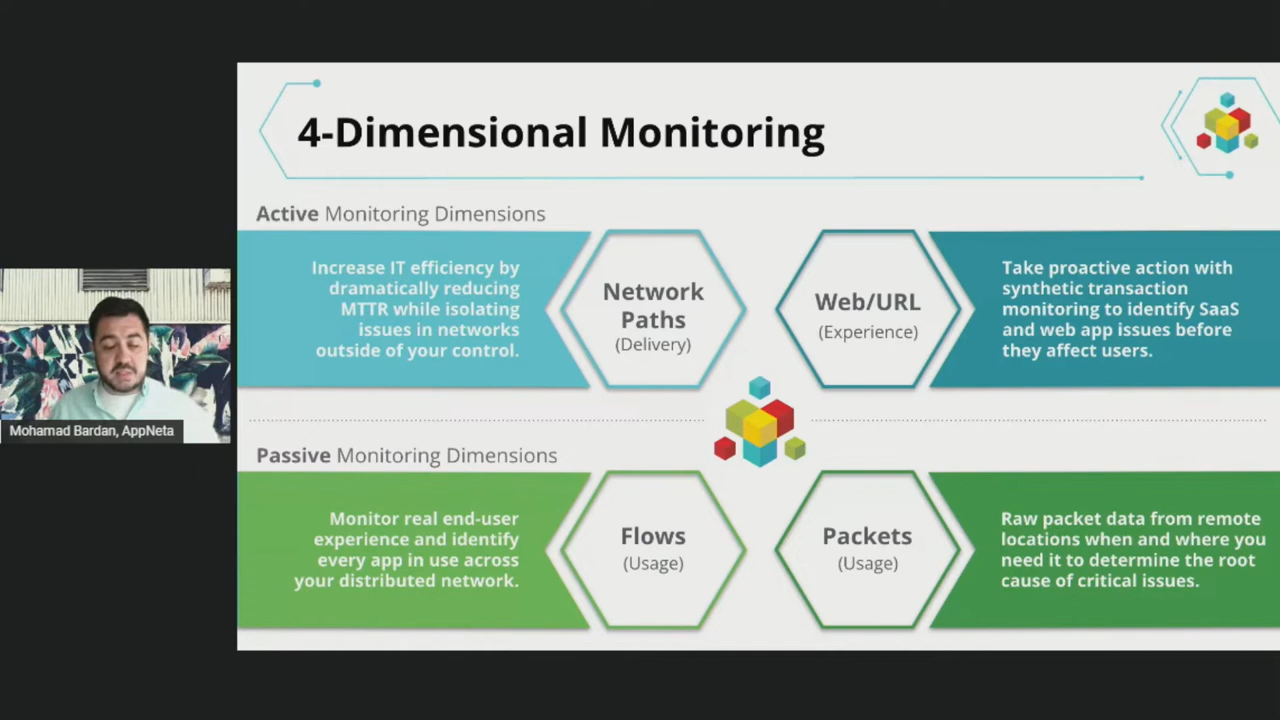 4-Dimensional Monitoring
Active Monitoring Dimensions
Increase IT efficiency by
dramatically reducing
MTTR while isolating
issues in networks
outside of your control.
Network
Paths
(Delivery)
Web/URL
(Experience)
Take proactive action with
synthetic transaction
monitoring to identify SaaS
and web app issues before
they affect users.
Mohamad Bardan, AppNeta
Passive Monitoring Dimensions
Monitor real end-user
experience and identify
every app in use across
your distributed network.
Flows
(Usage)
Packets
(Usage)
Raw packet data from remote
locations when and where you
need it to determine the root
cause of critical issues.